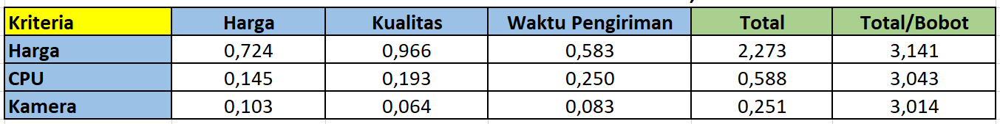 Kriteria Harga Kualitas Waktu Pengiriman Total Total/Bobot
Harga 0,724 0,966 0,583 2,273 3,141
CPU 0,145 0,193 0,250 0,588 3,043
Kamera 0,103 0,064 0,083 0,251 3,014